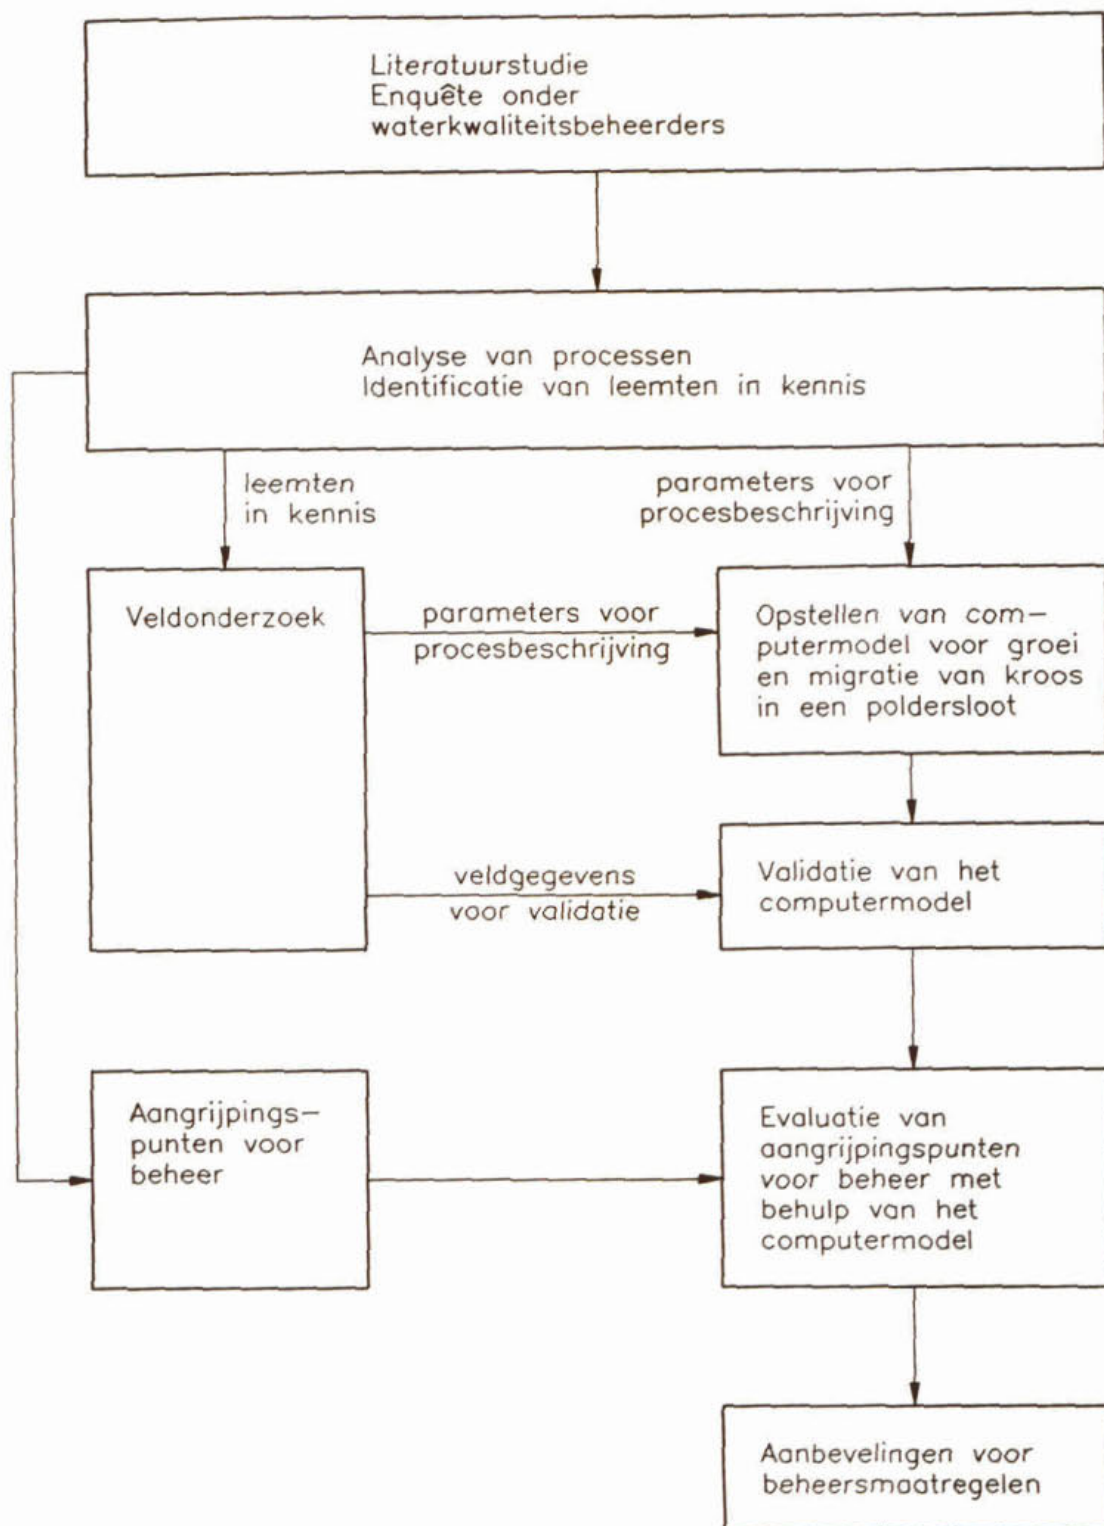 Literatuurstudie
Enquête onder
waterkwaliteitsbeheerders
Analyse van processen
Identificatie van leemten in kennis
leemten
in kennis
parameters voor
procesbeschrijving
Veldonderzoek
parameters voor
procesbeschrijving
Opstellen van com-
putermodel voor groei
en migratie van kroos
in een poldersloot
veldgegevens
voor validatie
Validatie van het
computermodel
Aangrijpings-
punten voor
beheer
Evaluatie van
aangrijpingspunten
voor beheer met
behulp van het
computermodel
Aanbevelingen voor
beheersmaatregelen